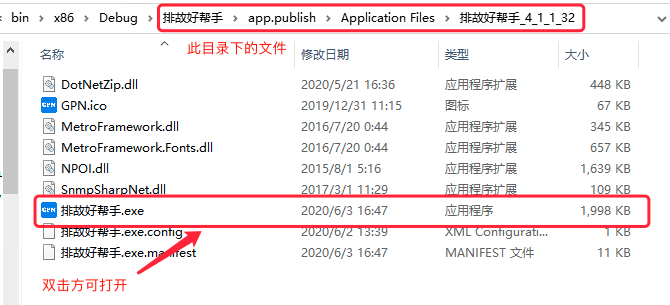 bin › x86 › Debug › 排故好帮手 › app.publish › Application Files › 排故好帮手_4_1_1_32
此目录下的文件
名称 修改日期 类型 大小
DotNetZip.dll 2020/5/21 16:36 应用程序扩展 448 KB
GPN.ico 2019/12/31 11:15 图标 67 KB
MetroFramework.dll 2016/7/20 0:44 应用程序扩展 345 KB
MetroFramework.Fonts.dll 2016/7/20 0:44 应用程序扩展 657 KB
NPOI.dll 2015/8/1 5:16 应用程序扩展 1,639 KB
SnmpSharpNet.dll 2017/3/1 11:29 应用程序扩展 109 KB
GPN 排故好帮手.exe 2020/6/3 16:47 应用程序 1,998 KB
排故好帮手.exe.config 2020/6/2 13:39 XML Configurati... 1 KB
排故好帮手.exe.manifest 2020/6/3 16:47 MANIFEST 文件 11 KB
双击方可打开